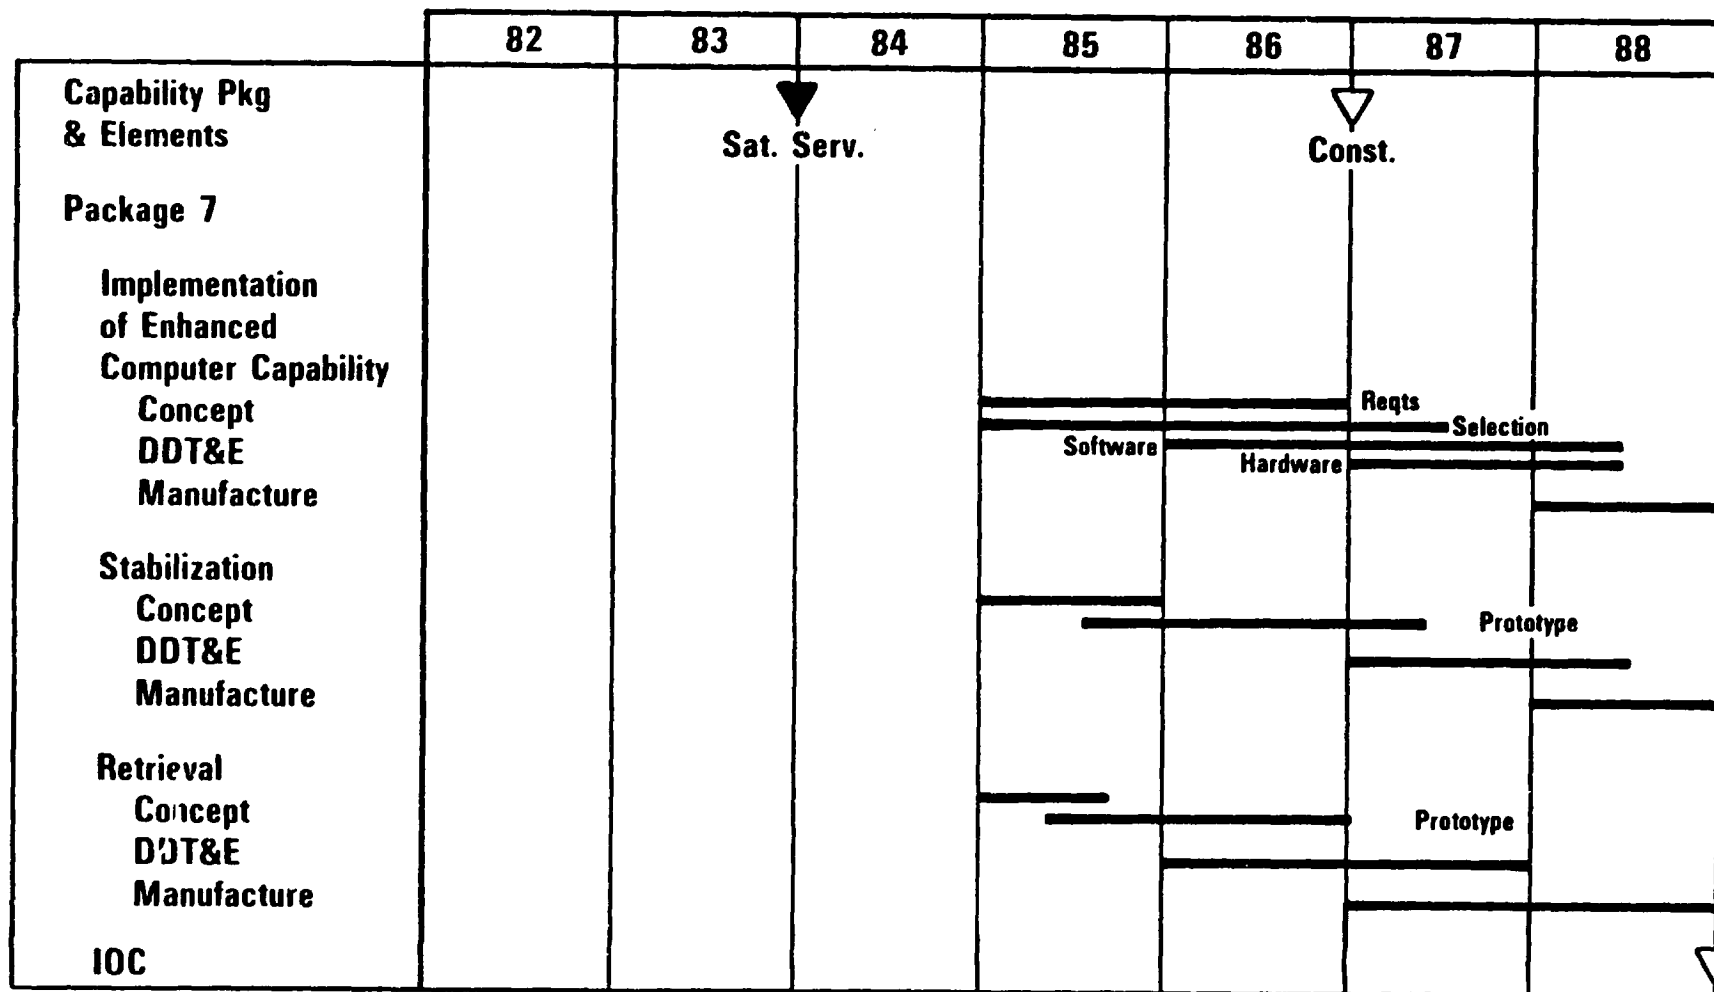 82 83 84 85 86 87 88
Capability Pkg
& Elements
Sat. Serv.
Const.
Package 7
Implementation
of Enhanced
Computer Capability
Concept
Reqts
Selection
DDT&E
Software
Hardware
Manufacture
Stabilization
Concept
Prototype
DDT&E
Manufacture
Retrieval
Concept
Prototype
DDT&E
Manufacture
IOC